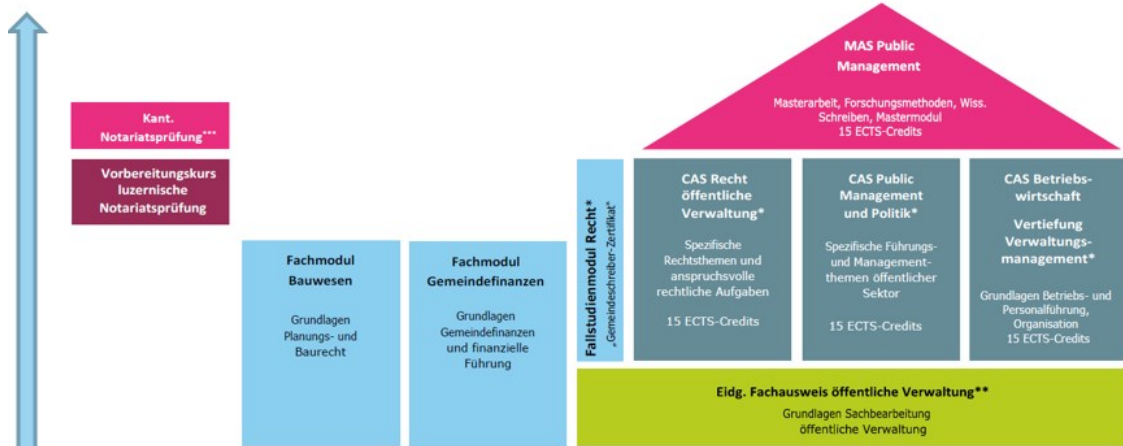 MAS Public
Management
Masterarbeit, Forschungsmethoden, Wiss.
Schreiben, Mastermodul
15 ECTS-Credits
Kant.
Notariatsprüfung***
Vorbereitungskurs
luzernische
Notariatsprüfung
Fachmodul
Bauwesen
Grundlagen
Planungs- und
Baurecht
Fachmodul
Gemeindefinanzen
Grundlagen
Gemeindefinanzen
und finanzielle
Führung
Fallstudienmodul Recht*
„Gemeindeschreiber-Zertifikat“
CAS Recht
öffentliche
Verwaltung*
Spezifische
Rechtsthemen und
anspruchsvolle
rechtliche Aufgaben
15 ECTS-Credits
CAS Public
Management
und Politik*
Spezifische Führungs-
und Management-
themen öffentlicher
Sektor
15 ECTS-Credits
CAS Betriebs-
wirtschaft
Vertiefung
Verwaltungs-
management*
Grundlagen Betriebs- und
Personalführung,
Organisation
15 ECTS-Credits
Eidg. Fachausweis öffentliche Verwaltung**
Grundlagen Sachbearbeitung
öffentliche Verwaltung